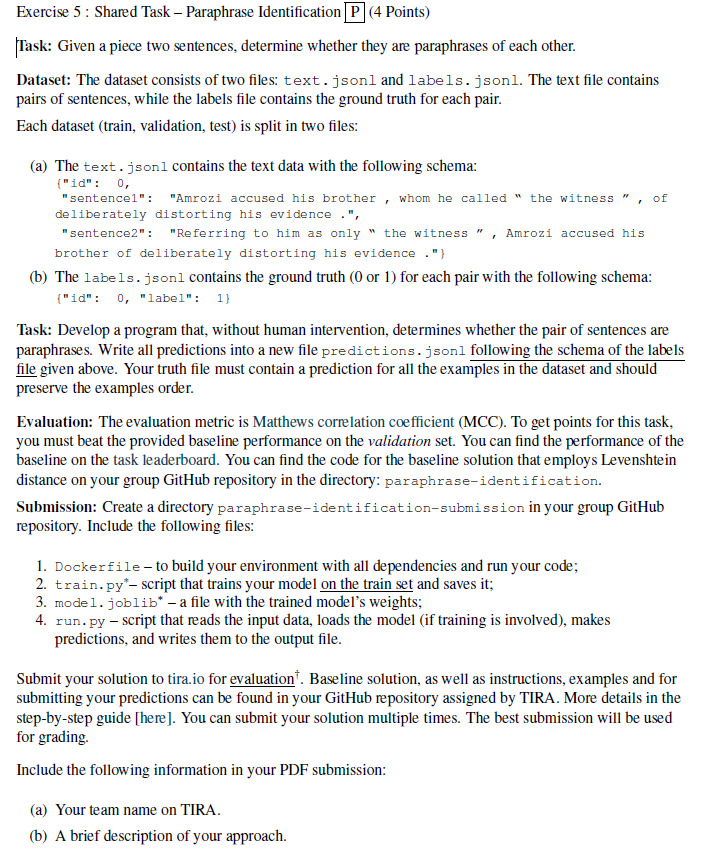 Exercise 5 : Shared Task – Paraphrase Identification P (4 Points)
Task: Given a piece two sentences, determine whether they are paraphrases of each other.
Dataset: The dataset consists of two files: text.jsonl and labels.jsonl. The text file contains
pairs of sentences, while the labels file contains the ground truth for each pair.
Each dataset (train, validation, test) is split in two files:
(a) The text.jsonl contains the text data with the following schema:
{"id": 0,
"sentence1": "Amrozi accused his brother , whom he called “ the witness ” , of
deliberately distorting his evidence .",
"sentence2": "Referring to him as only “ the witness ” , Amrozi accused his
brother of deliberately distorting his evidence ."}
(b) The labels.jsonl contains the ground truth (0 or 1) for each pair with the following schema:
{"id": 0, "label": 1}
Task: Develop a program that, without human intervention, determines whether the pair of sentences are
paraphrases. Write all predictions into a new file predictions.jsonl following the schema of the labels
file given above. Your truth file must contain a prediction for all the examples in the dataset and should
preserve the examples order.
Evaluation: The evaluation metric is Matthews correlation coefficient (MCC). To get points for this task,
you must beat the provided baseline performance on the validation set. You can find the performance of the
baseline on the task leaderboard. You can find the code for the baseline solution that employs Levenshtein
distance on your group GitHub repository in the directory: paraphrase-identification.
Submission: Create a directory paraphrase-identification-submission in your group GitHub
repository. Include the following files:
1. Dockerfile – to build your environment with all dependencies and run your code;
2. train.py*– script that trains your model on the train set and saves it;
3. model.joblib* – a file with the trained model's weights;
4. run.py – script that reads the input data, loads the model (if training is involved), makes
predictions, and writes them to the output file.
Submit your solution to tira.io for evaluation†. Baseline solution, as well as instructions, examples and for
submitting your predictions can be found in your GitHub repository assigned by TIRA. More details in the
step-by-step guide [here]. You can submit your solution multiple times. The best submission will be used
for grading.
Include the following information in your PDF submission:
(a) Your team name on TIRA.
(b) A brief description of your approach.